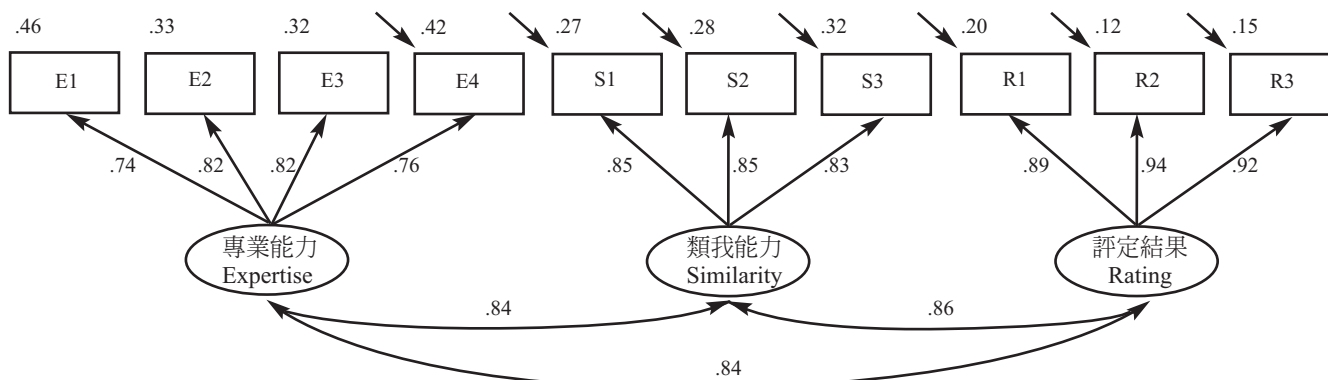 .46 .33 .32 .42 .27 .28 .32 .20 .12 .15
E1 E2 E3 E4 S1 S2 S3 R1 R2 R3
.74 .82 .82 .76 .85 .85 .83 .89 .94 .92
專業能力 類我能力 評定結果
Expertise Similarity Rating
.84 .86
.84